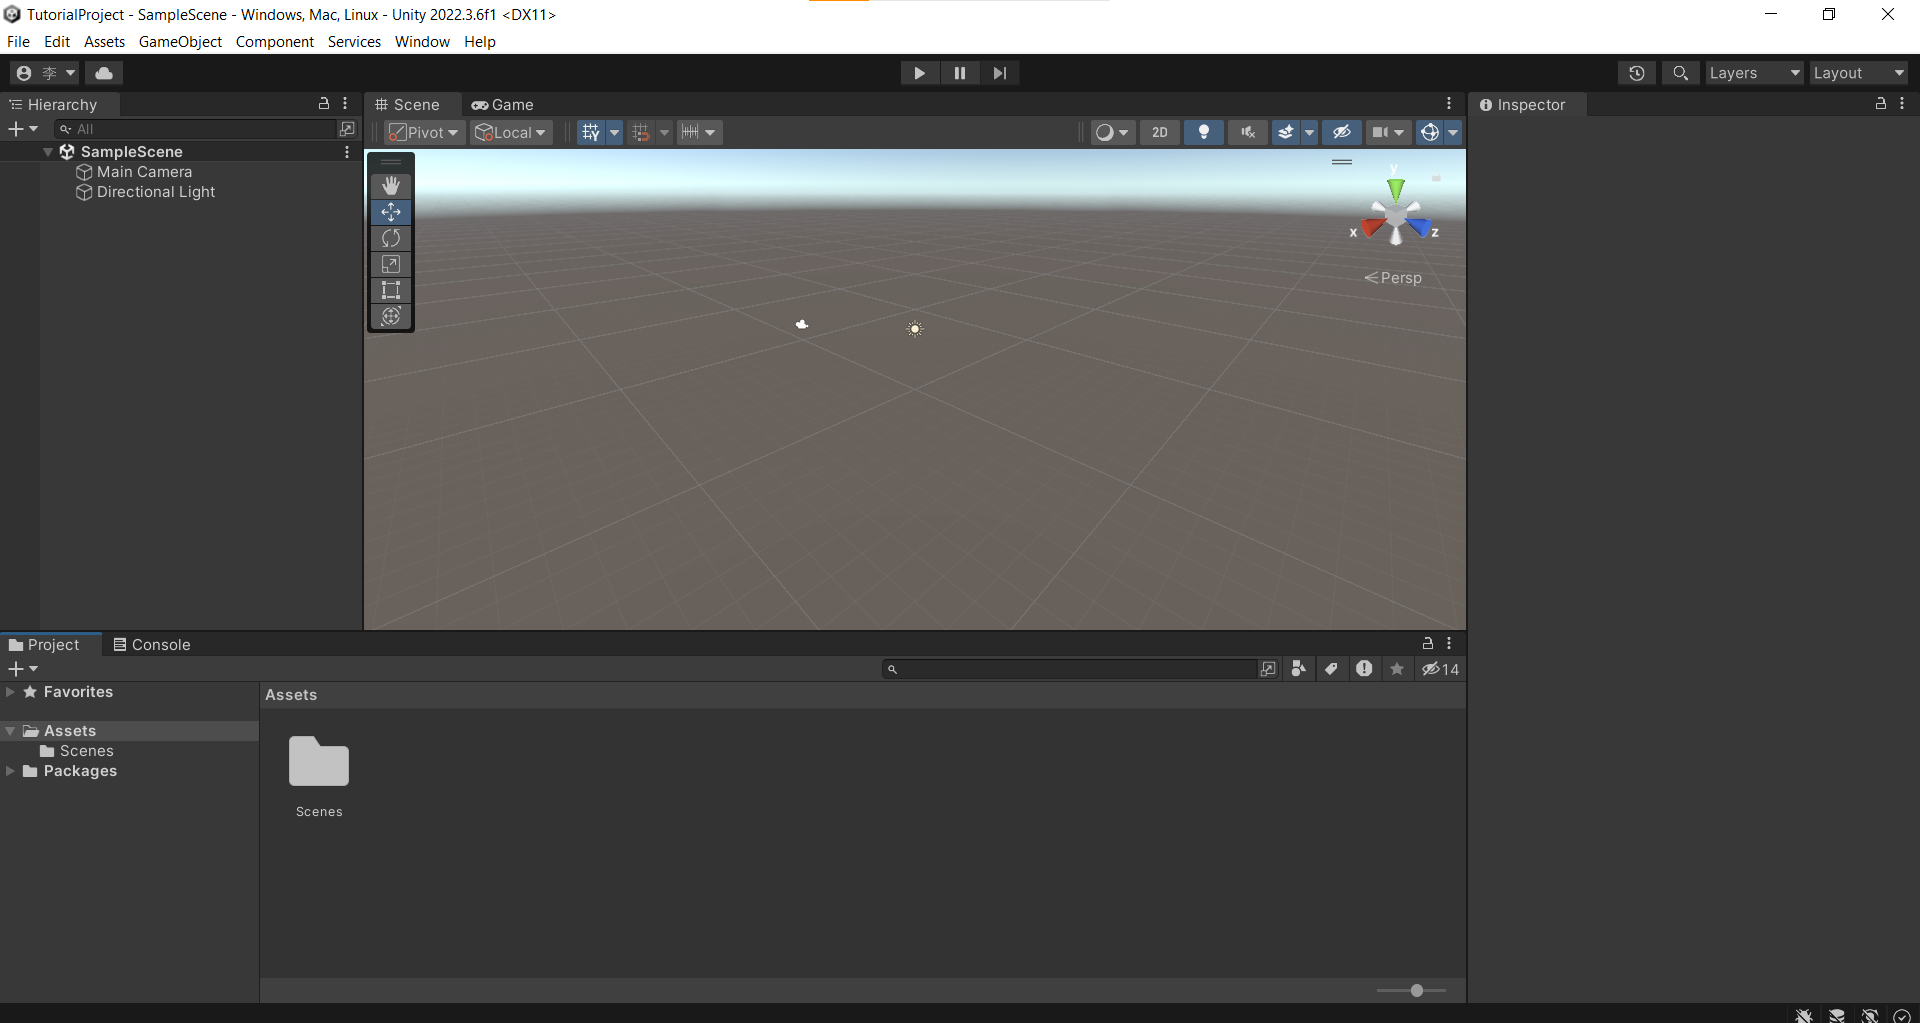 TutorialProject - SampleScene - Windows, Mac, Linux - Unity 2022.3.6f1 <DX11>
File Edit Assets GameObject Component Services Window Help
李 Layers Layout
Hierarchy
All
SampleScene
Main Camera
Directional Light
Scene Game
Pivot Local 2D
y
x z
Persp
Inspector
Project Console
14
Favorites
Assets
Scenes
Packages
Assets
Scenes